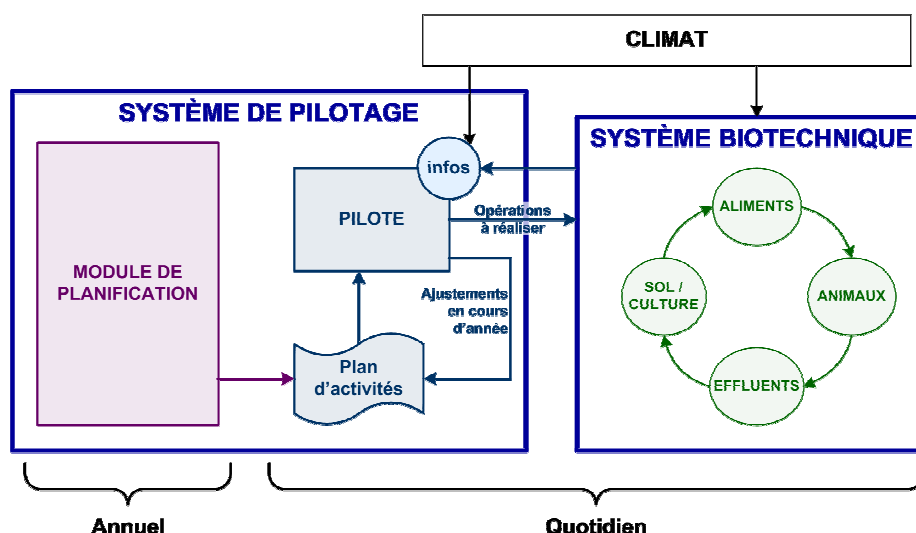 CLIMAT
SYSTÈME DE PILOTAGE
SYSTÈME BIOTECHNIQUE
infos
PILOTE
Opérations
à réaliser
MODULE DE
PLANIFICATION
Ajustements
en cours
d'année
Plan
d'activités
ALIMENTS
SOL /
CULTURE
ANIMAUX
EFFLUENTS
Annuel
Quotidien